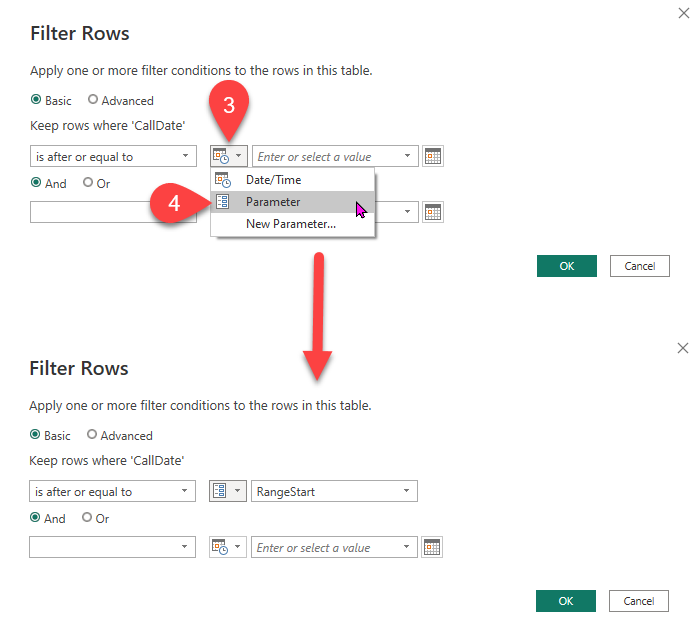 Filter Rows
Apply one or more filter conditions to the rows in this table.
Basic Advanced
Keep rows where 'CallDate'
3
is after or equal to Enter or select a value
And Or
Date/Time
4 Parameter
New Parameter...
OK Cancel
Filter Rows
Apply one or more filter conditions to the rows in this table.
Basic Advanced
Keep rows where 'CallDate'
is after or equal to RangeStart
And Or
Enter or select a value
OK Cancel